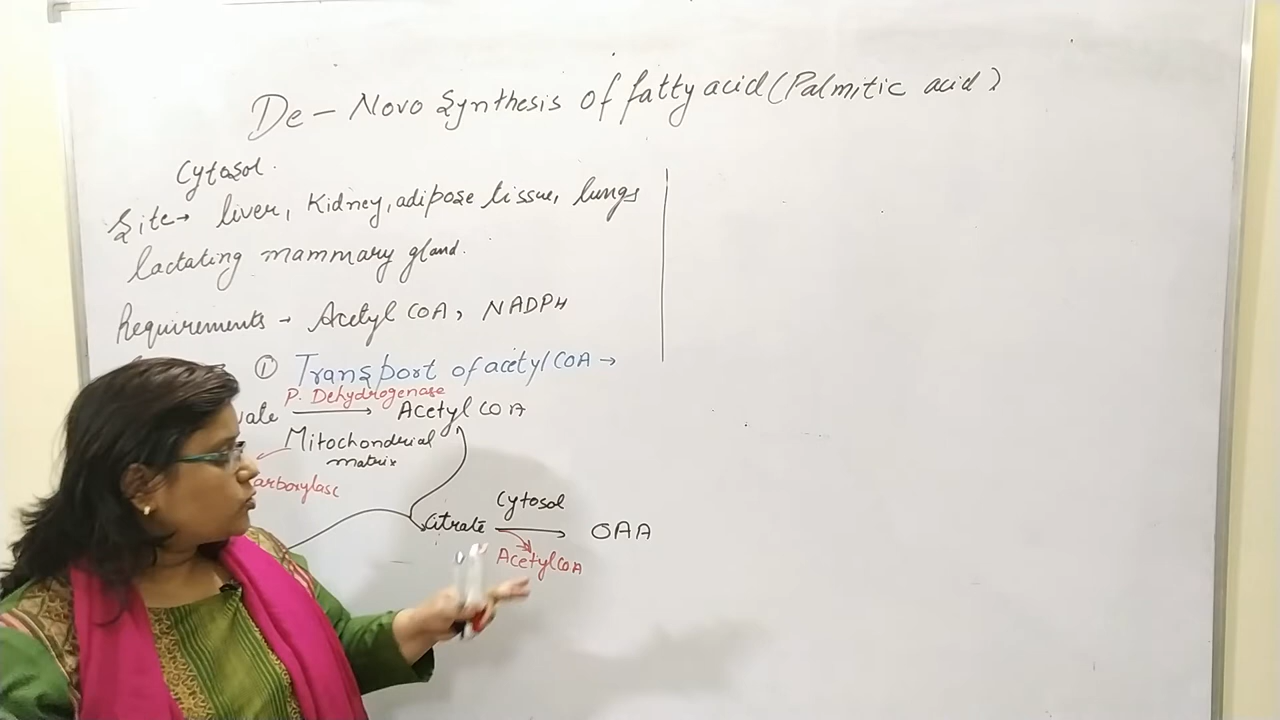 De - Novo Synthesis of fatty acid (Palmitic acid)
Cytosol.
Site → liver, Kidney, adipose tissue, lungs
lactating mammary gland.
Requirements → Acetyl COA, NADPH
① Transport of acetyl COA →
P. Dehydrogenase
vate → Acetyl COA
Mitochondrial
matrix
arboxylase
Cytosol
Citrate → OAA
Acetyl COA